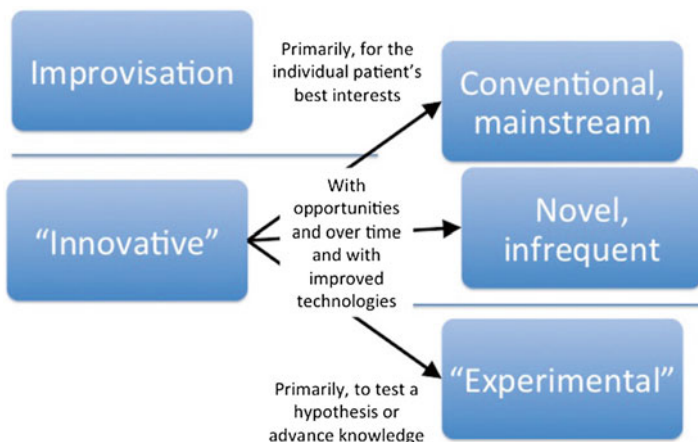 Improvisation
Primarily, for the
individual patient's
best interests
Conventional,
mainstream
"Innovative"
With
opportunities
and over time
and with
improved
technologies
Novel,
infrequent
"Experimental"
Primarily, to test a
hypothesis or
advance knowledge